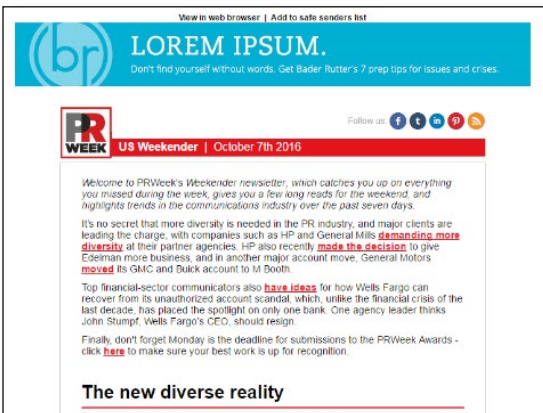 View in web browser | Add to safe senders list
br
LOREM IPSUM.
Don't find yourself without words. Get Bader Rutter's 7 prep tips for issues and crises.
Follow us
PR
WEEK
US Weekender | October 7th 2016
Welcome to PRWeek's Weekender newsletter, which catches you up on everything
you missed during the week, gives you a few long reads for the weekend, and
highlights trends in the communications industry over the past seven days.
It's no secret that more diversity is needed in the PR industry, and major clients are
leading the charge, with companies such as HP and General Mills demanding more
diversity at their partner agencies. HP also recently made the decision to give
Edelman more business, and in another major account move, General Motors
moved its GMC and Buick account to M Booth.
Top financial-sector communicators also have ideas for how Wells Fargo can
recover from its unauthorized account scandal, which, unlike the financial crisis of the
last decade, has placed the spotlight on only one bank. One agency leader thinks
John Stumpf, Wells Fargo's CEO, should resign.
Finally, don't forget Monday is the deadline for submissions to the PRWeek Awards -
click here to make sure your best work is up for recognition.
The new diverse reality